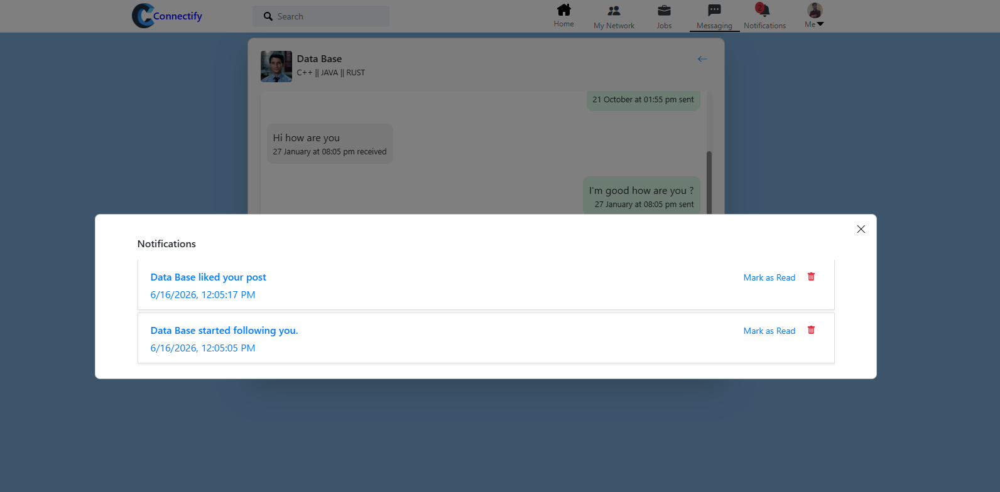 Connectify
Search
Home
My Network
Jobs
Messaging
2
Notifications
Me
Data Base
C++ || JAVA || RUST
21 October at 01:55 pm sent
Hi how are you
27 January at 08:05 pm received
I'm good how are you ?
27 January at 08:05 pm sent
Notifications
Data Base liked your post
Mark as Read
6/16/2026, 12:05:17 PM
Data Base started following you.
Mark as Read
6/16/2026, 12:05:05 PM